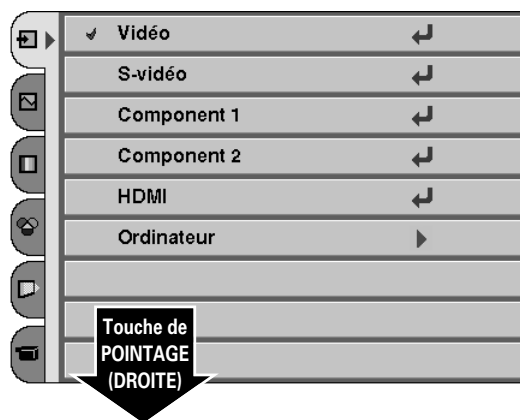 Vidéo
S-vidéo
Component 1
Component 2
HDMI
Ordinateur
Touche de
POINTAGE
(DROITE)